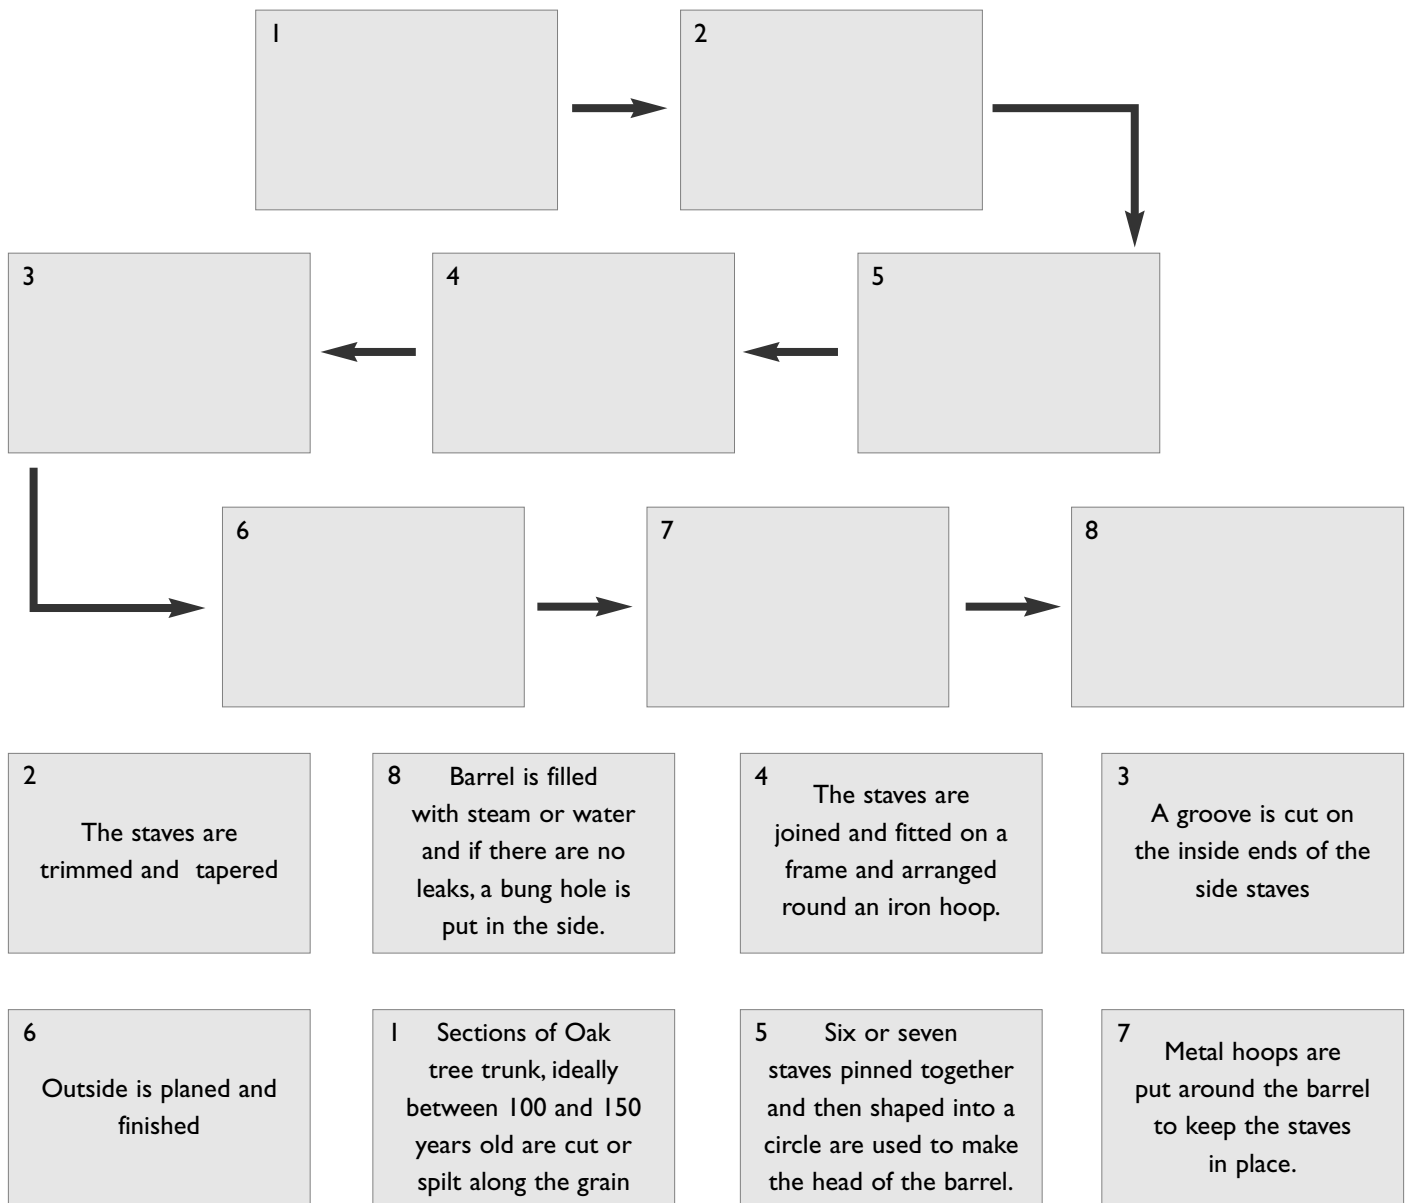 1
2
3
4
5
6
7
8
2
The staves are
trimmed and tapered
8 Barrel is filled
with steam or water
and if there are no
leaks, a bung hole is
put in the side.
4
The staves are
joined and fitted on a
frame and arranged
round an iron hoop.
3
A groove is cut on
the inside ends of the
side staves
6
Outside is planed and
finished
1 Sections of Oak
tree trunk, ideally
between 100 and 150
years old are cut or
spilt along the grain
5 Six or seven
staves pinned together
and then shaped into a
circle are used to make
the head of the barrel.
7
Metal hoops are
put around the barrel
to keep the staves
in place.